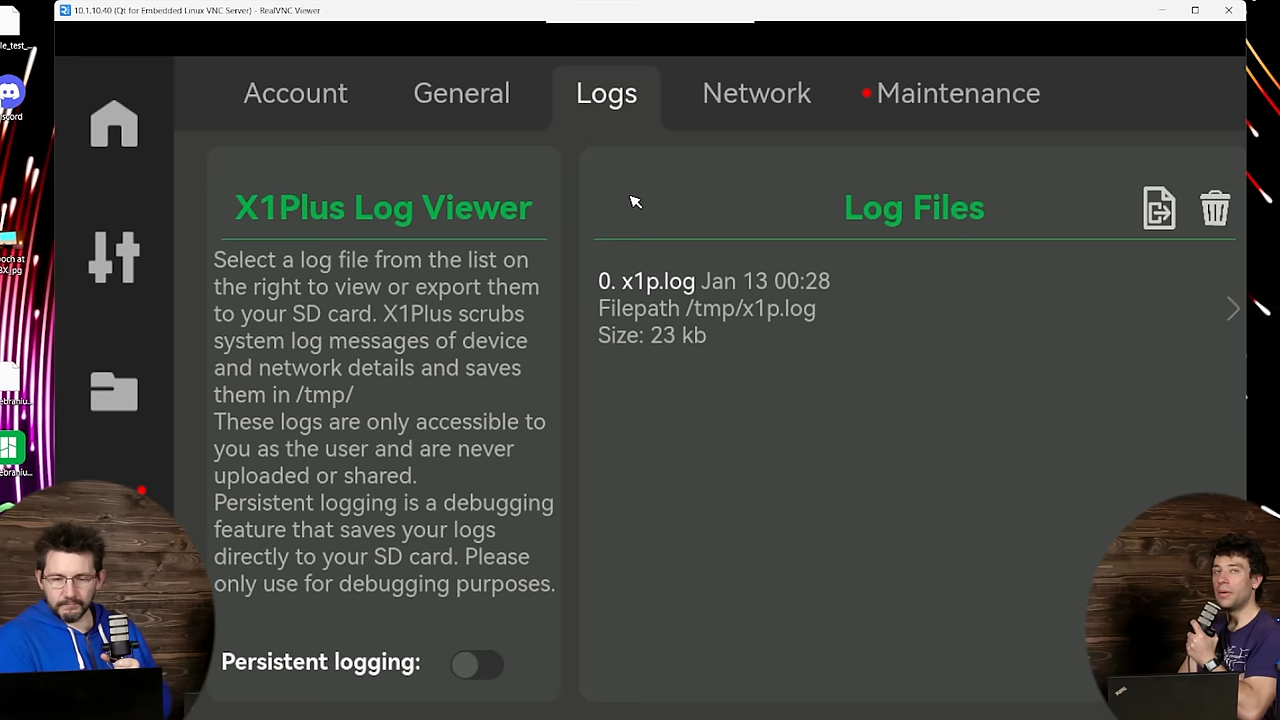 10.1.10.40 (Qt for Embedded Linux VNC Server) - RealVNC Viewer
Account
General
Logs
Network
Maintenance
X1Plus Log Viewer
Select a log file from the list on
the right to view or export them
to your SD card. X1Plus scrubs
system log messages of device
and network details and saves
them in /tmp/
These logs are only accessible to
you as the user and are never
uploaded or shared.
Persistent logging is a debugging
feature that saves your logs
directly to your SD card. Please
only use for debugging purposes.
Persistent logging:
Log Files
0. x1p.log Jan 13 00:28
Filepath /tmp/x1p.log
Size: 23 kb